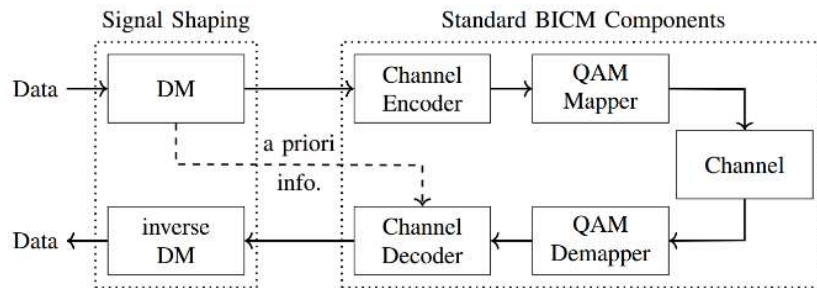 Signal Shaping
Standard BICM Components
Data
DM
Channel
Encoder
QAM
Mapper
a priori
info.
Channel
Data
inverse
DM
Channel
Decoder
QAM
Demapper